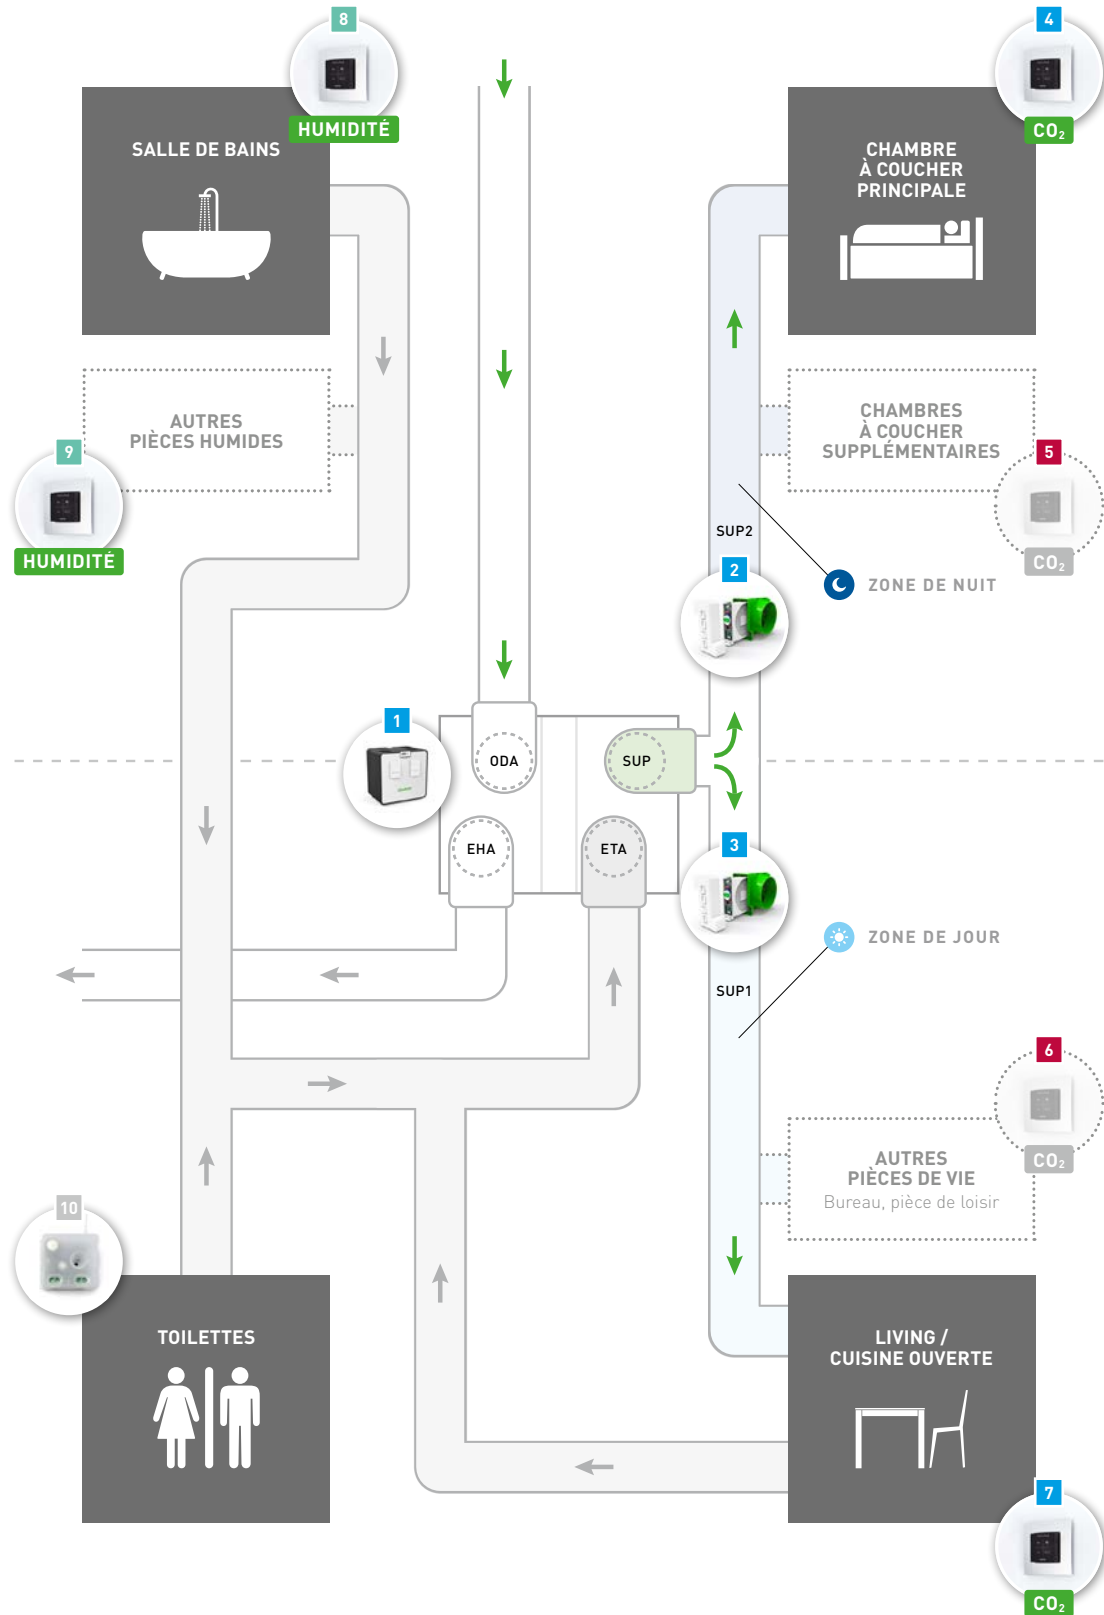 8
HUMIDITÉ
SALLE DE BAINS
4
CO₂
CHAMBRE
À COUCHER
PRINCIPALE
AUTRES
PIÈCES HUMIDES
9
HUMIDITÉ
CHAMBRES
À COUCHER
SUPPLÉMENTAIRES
5
CO₂
SUP2
2
ZONE DE NUIT
1
ODA
SUP
EHA
ETA
3
ZONE DE JOUR
SUP1
6
CO₂
AUTRES
PIÈCES DE VIE
Bureau, pièce de loisir
10
TOILETTES
LIVING /
CUISINE OUVERTE
7
CO₂